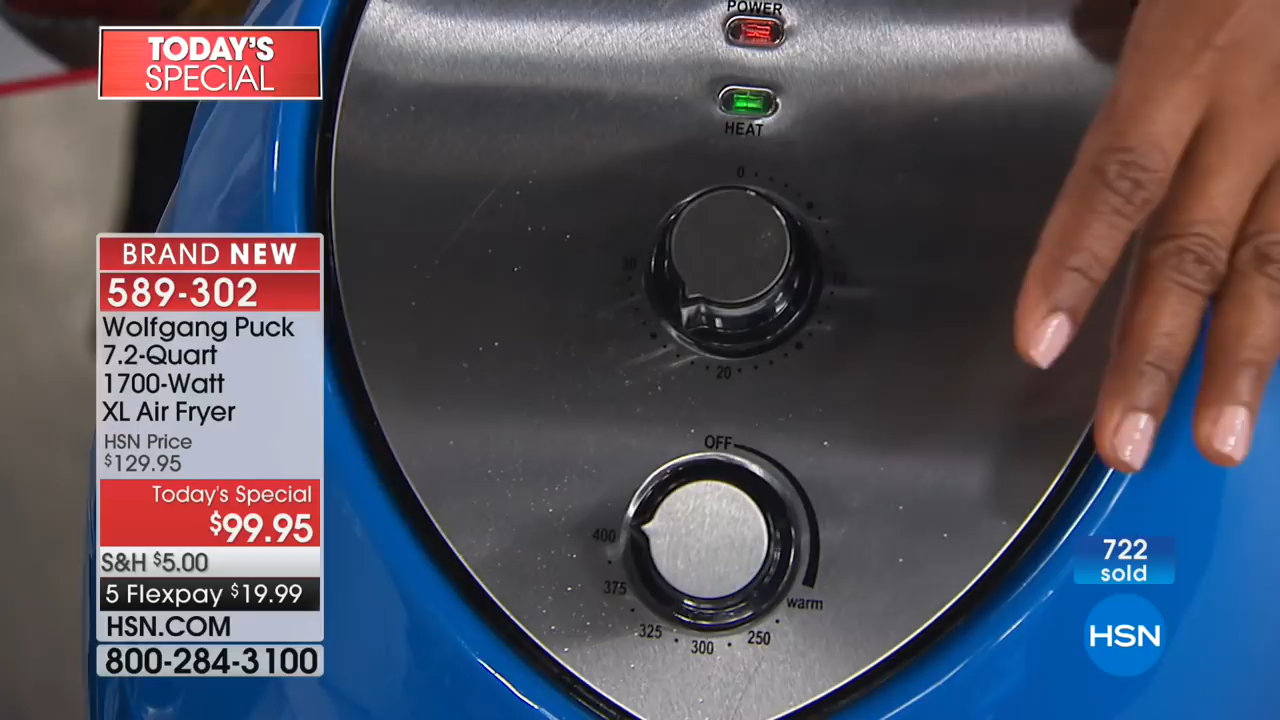 TODAY'S
SPECIAL
BRAND NEW
589-302
Wolfgang Puck
7.2-Quart
1700-Watt
XL Air Fryer
HSN Price
$129.95
Today's Special
$99.95
S&H $5.00
5 Flexpay $19.99
HSN.COM
800-284-3100
POWER
HEAT
0
30
20
OFF
400
375
325
300
250
warm
722
sold
HSN